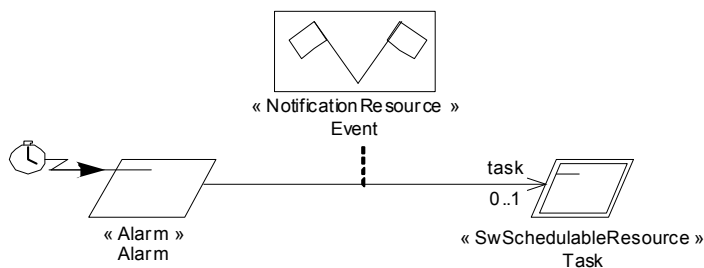 « NotificationResource »
Event
task
0..1
« Alarm »
Alarm
« SwSchedulableResource »
Task